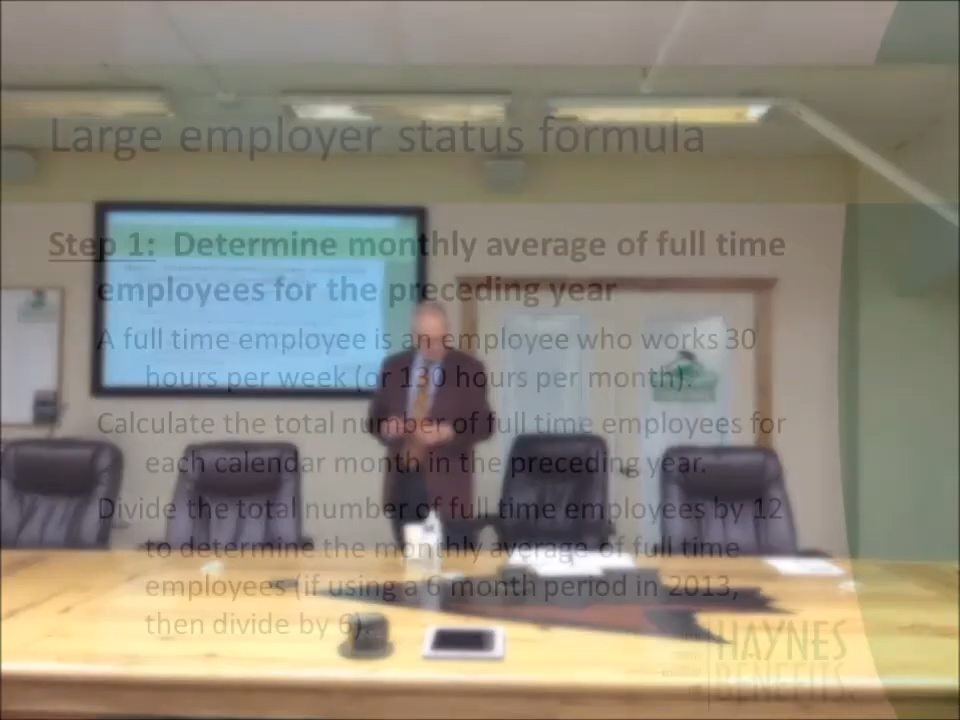 Large employer status formula
Step 1: Determine monthly average of full time
employees for the preceding year
A full time employee is an employee who works 30
hours per week (or 130 hours per month).
Calculate the total number of full time employees for
each calendar month in the preceding year.
Divide the total number of full time employees by 12
to determine the monthly average of full time
employees (if using a 6 month period in 2013,
then divide by 6).
HAYNES
BENEFITS